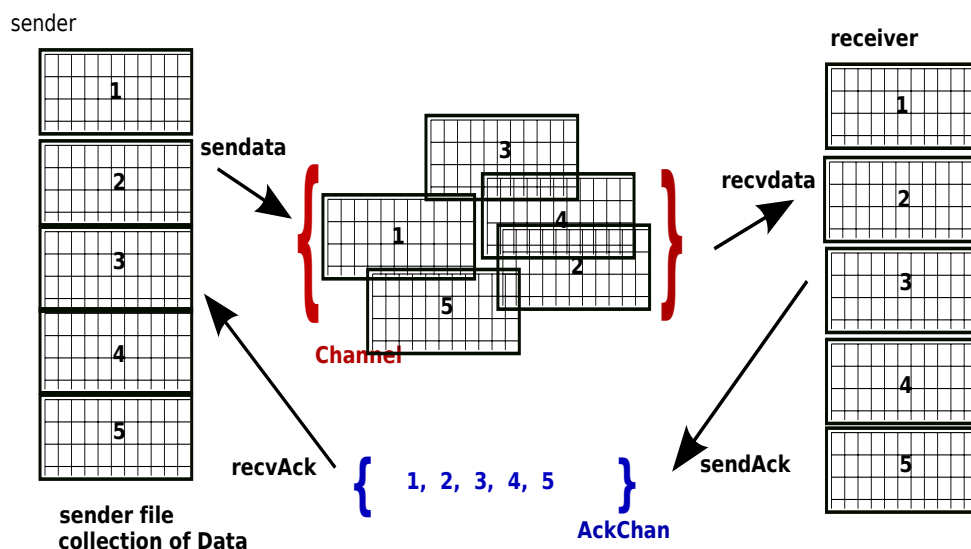 sender
1
2
3
4
5
sender file
collection of Data
sendata
recvAck
3
4
1
2
5
Channel
{ }
{ 1, 2, 3, 4, 5 }
AckChan
recvdata
sendAck
receiver
1
2
3
4
5